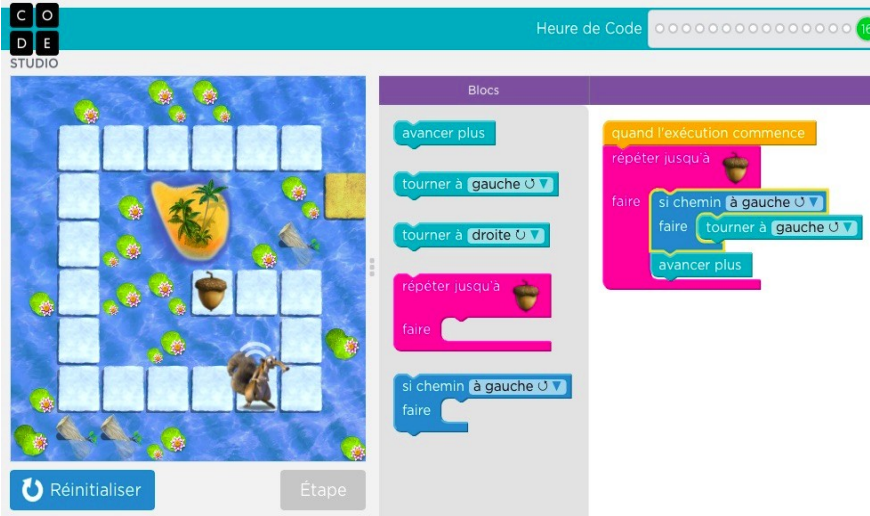 C O
D E
STUDIO
Heure de Code
16
Blocs
avancer plus
tourner à gauche
tourner à droite
répéter jusqu'à
faire
si chemin à gauche
faire
quand l'exécution commence
répéter jusqu'à
faire
si chemin à gauche
faire
tourner à gauche
avancer plus
Réinitialiser
Étape